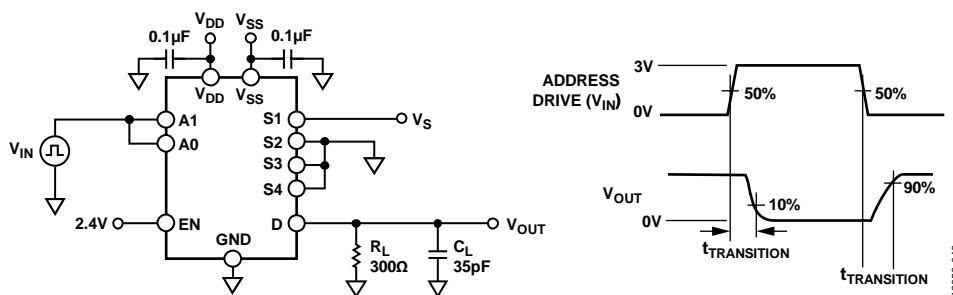 VDD VSS
0.1µF 0.1µF
VDD VSS
A1 S1 VS
A0 S2
VIN S3
S4
2.4V EN D VOUT
GND
RL CL
300Ω 35pF
3V
ADDRESS
DRIVE (VIN) 50% 50%
0V
VOUT 10% 90%
0V
tTRANSITION
tTRANSITION